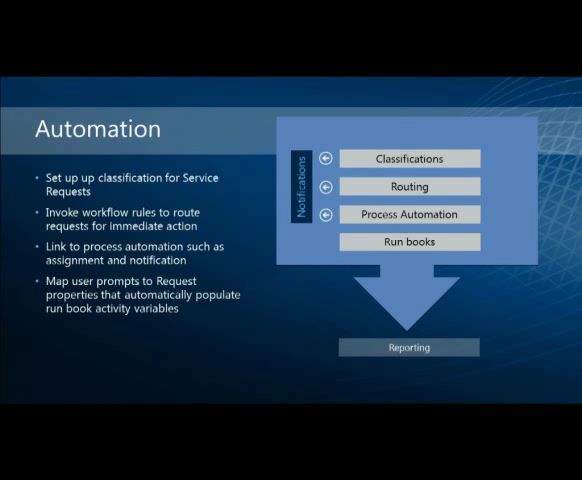 Automation
Set up up classification for Service
Requests
Invoke workflow rules to route
requests for immediate action
Link to process automation such as
assignment and notification
Map user prompts to Request
properties that automatically populate
run book activity variables
Notifications
Classifications
Routing
Process Automation
Run books
Reporting